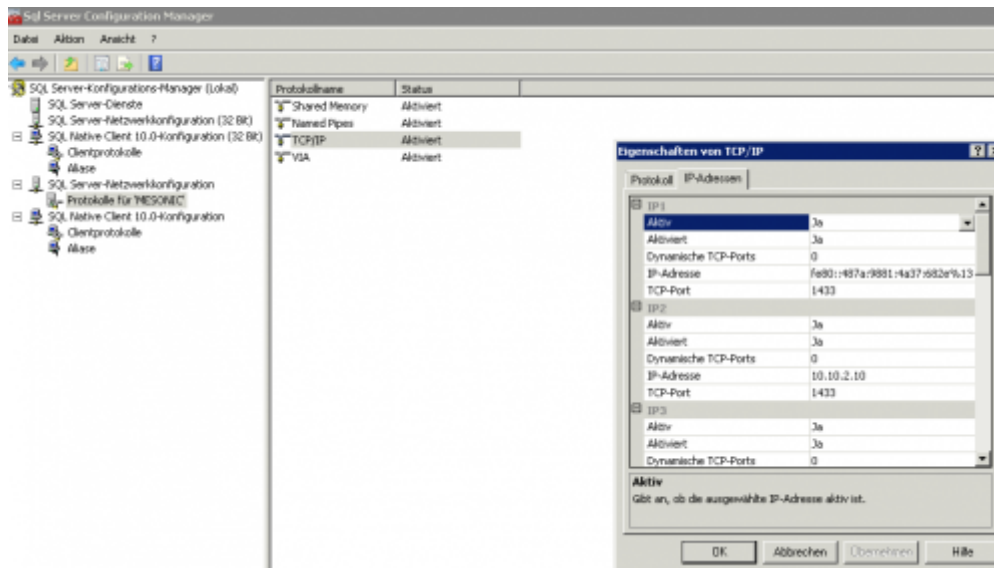 Sql Server Configuration Manager
Datei Aktion Ansicht ?
SQL Server-Konfigurations-Manager (Lokal)
SQL Server-Dienste
SQL Server-Netzwerkkonfiguration (32 Bit)
SQL Native Client 10.0-Konfiguration (32 Bit)
Clientprotokolle
Aliase
SQL Server-Netzwerkkonfiguration
Protokolle für 'MESONIC'
SQL Native Client 10.0-Konfiguration
Clientprotokolle
Aliase
Protokollname Status
Shared Memory Aktiviert
Named Pipes Aktiviert
TCP/IP Aktiviert
VIA Aktiviert
Eigenschaften von TCP/IP
Protokoll IP-Adressen
IP1
Aktiv Ja
Aktiviert Ja
Dynamische TCP-Ports 0
IP-Adresse fe80::487a:9881:4a37:682e%13
TCP-Port 1433
IP2
Aktiv Ja
Aktiviert Ja
Dynamische TCP-Ports 0
IP-Adresse 10.10.2.10
TCP-Port 1433
IP3
Aktiv Ja
Aktiviert Ja
Dynamische TCP-Ports 0
Aktiv
Gibt an, ob die ausgewählte IP-Adresse aktiv ist.
OK Abbrechen Übernehmen Hilfe